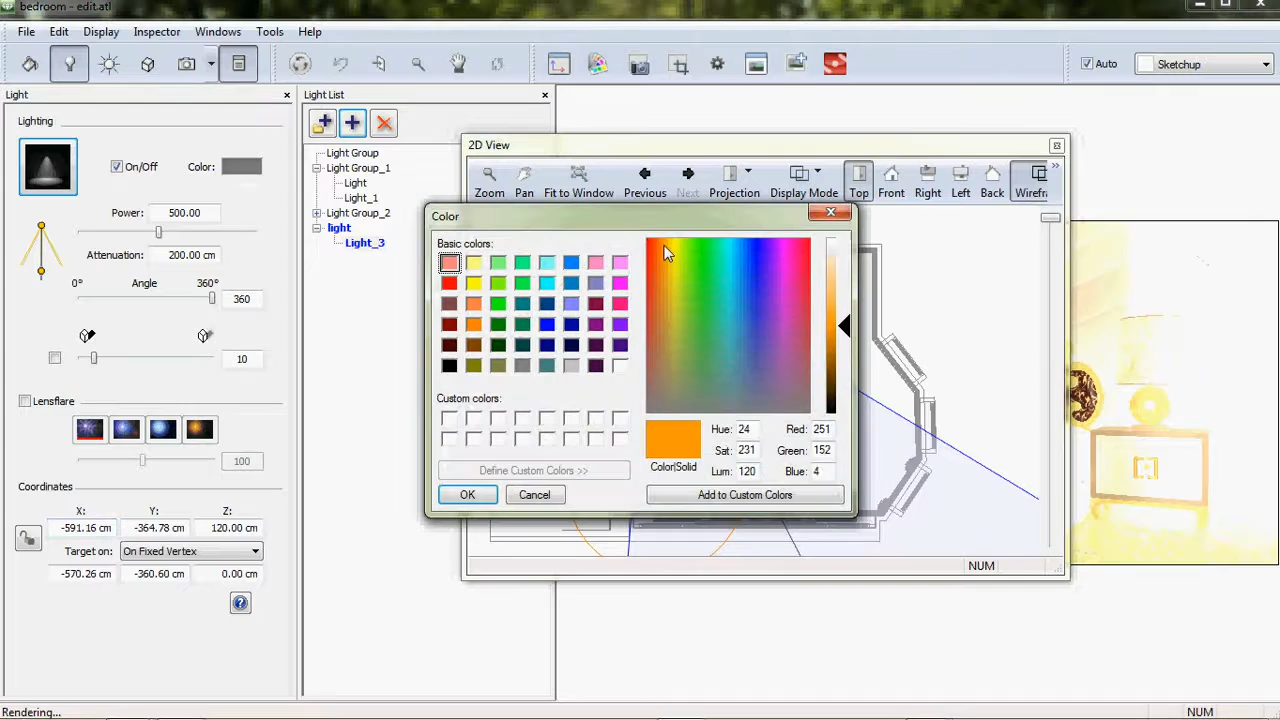 bedroom - edit.atl
File Edit Display Inspector Windows Tools Help
Auto Sketchup
Light
Light List
Lighting
On/Off Color:
Power: 500.00
Attenuation: 200.00 cm
0° Angle 360°
360
10
Lensflare
100
Coordinates
X: Y: Z:
-591.16 cm -364.78 cm 120.00 cm
Target on: On Fixed Vertex
-570.26 cm -360.60 cm 0.00 cm
Light Group
Light Group_1
Light
Light_1
Light Group_2
light
Light_3
2D View
Zoom Pan Fit to Window Previous Next Projection Display Mode Top Front Right Left Back Wirefra
Color
Basic colors:
Custom colors:
Define Custom Colors >>
OK Cancel
Color|Solid
Hue: 24 Red: 251
Sat: 231 Green: 152
Lum: 120 Blue: 4
Add to Custom Colors
NUM
Rendering... NUM